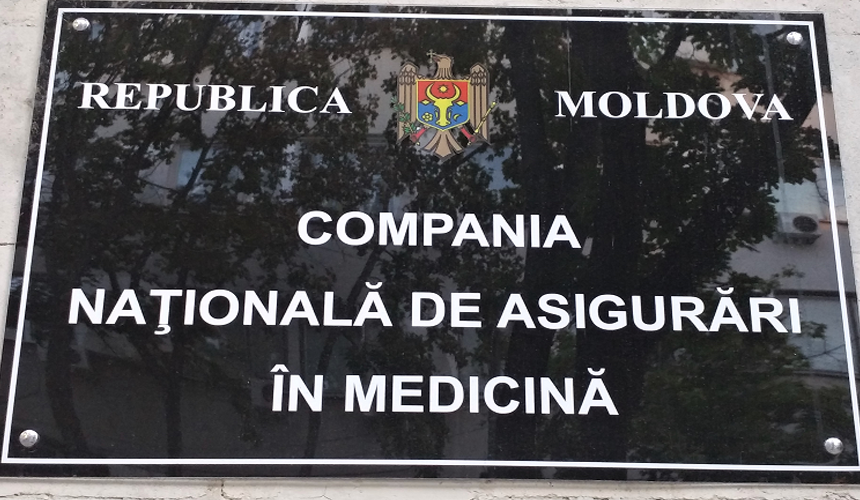 REPUBLICA MOLDOVA
COMPANIA
NAŢIONALĂ DE ASIGURĂRI
ÎN MEDICINĂ